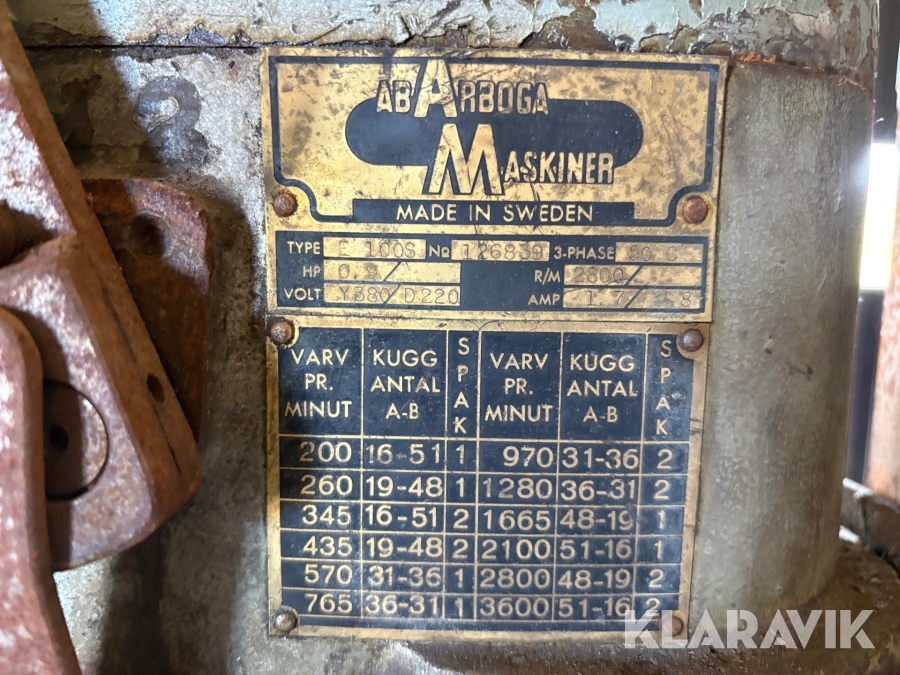 2
AB ARBOGA
MASKINER
MADE IN SWEDEN
TYPE E 100S No 126839 3-PHASE 50 C
HP 0.8/ R/M 2800/
VOLT Y380/D220 AMP 1.7/2.8
VARV PR. MINUT KUGG ANTAL A-B SPAK VARV PR. MINUT KUGG ANTAL A-B SPAK
200 16-51 1 970 31-36 2
260 19-48 1 1280 36-31 2
345 16-51 2 1665 48-19 1
435 19-48 2 2100 51-16 1
570 31-36 1 2800 48-19 2
765 36-31 1 3600 51-16 2
KLARAVIK